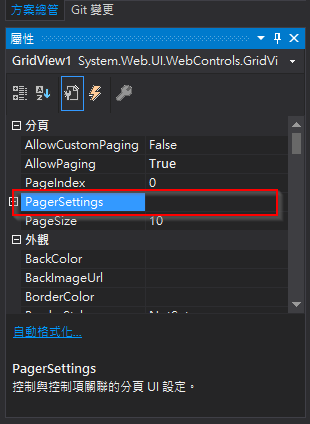 方案總管 Git 變更
屬性
GridView1 System.Web.UI.WebControls.GridVi
分頁
AllowCustomPaging False
AllowPaging True
PageIndex 0
PagerSettings
PageSize 10
外觀
BackColor
BackImageUrl
BorderColor
自動格式化...
PagerSettings
控制與控制項關聯的分頁 UI 設定。